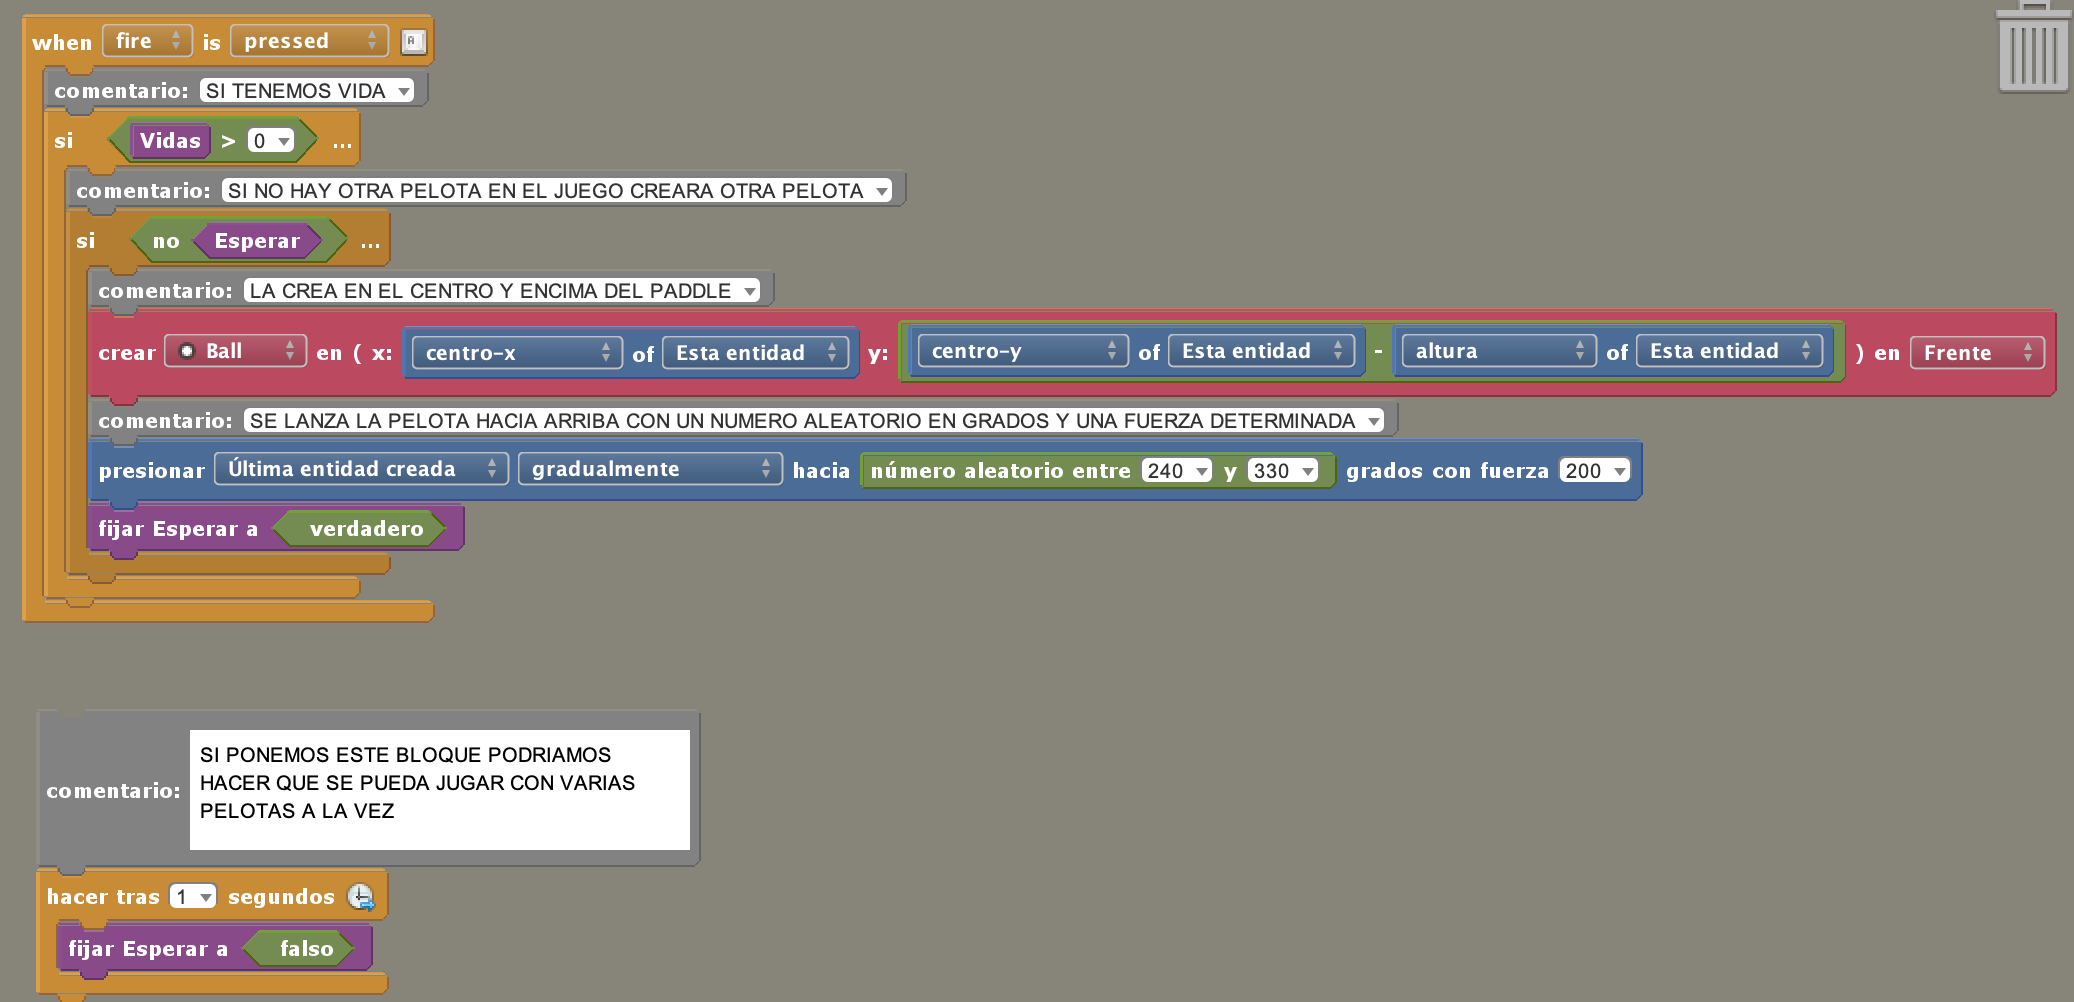 when fire is pressed A
comentario: SI TENEMOS VIDA
si Vidas > 0 ...
comentario: SI NO HAY OTRA PELOTA EN EL JUEGO CREARA OTRA PELOTA
si no Esperar ...
comentario: LA CREA EN EL CENTRO Y ENCIMA DEL PADDLE
crear Ball en ( x: centro-x of Esta entidad y: centro-y of Esta entidad - altura of Esta entidad ) en Frente
comentario: SE LANZA LA PELOTA HACIA ARRIBA CON UN NUMERO ALEATORIO EN GRADOS Y UNA FUERZA DETERMINADA
presionar Última entidad creada gradualmente hacia número aleatorio entre 240 y 330 grados con fuerza 200
fijar Esperar a verdadero
comentario: SI PONEMOS ESTE BLOQUE PODRIAMOS
HACER QUE SE PUEDA JUGAR CON VARIAS
PELOTAS A LA VEZ
hacer tras 1 segundos
fijar Esperar a falso